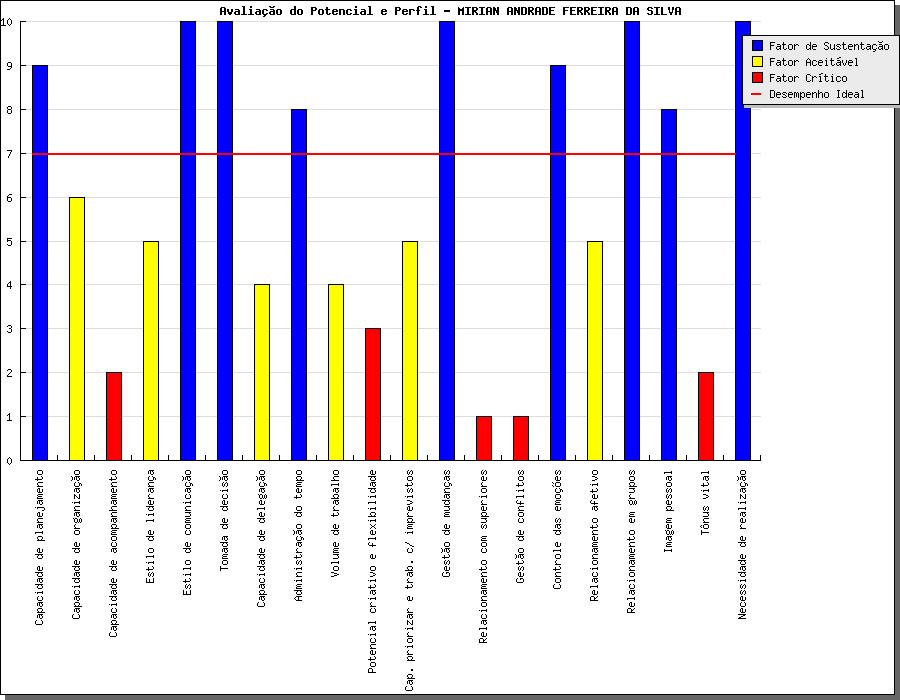 Avaliação do Potencial e Perfil - MIRIAN ANDRADE FERREIRA DA SILVA
Fator de Sustentação
Fator Aceitável
Fator Crítico
Desempenho Ideal
10
9
8
7
6
5
4
3
2
1
0
Capacidade de planejamento
Capacidade de organização
Capacidade de acompanhamento
Estilo de liderança
Estilo de comunicação
Tomada de decisão
Capacidade de delegação
Administração do tempo
Volume de trabalho
Potencial criativo e flexibilidade
Cap. priorizar e trab. c/ imprevistos
Gestão de mudanças
Relacionamento com superiores
Gestão de conflitos
Controle das emoções
Relacionamento afetivo
Relacionamento em grupos
Imagem pessoal
Tônus vital
Necessidade de realização